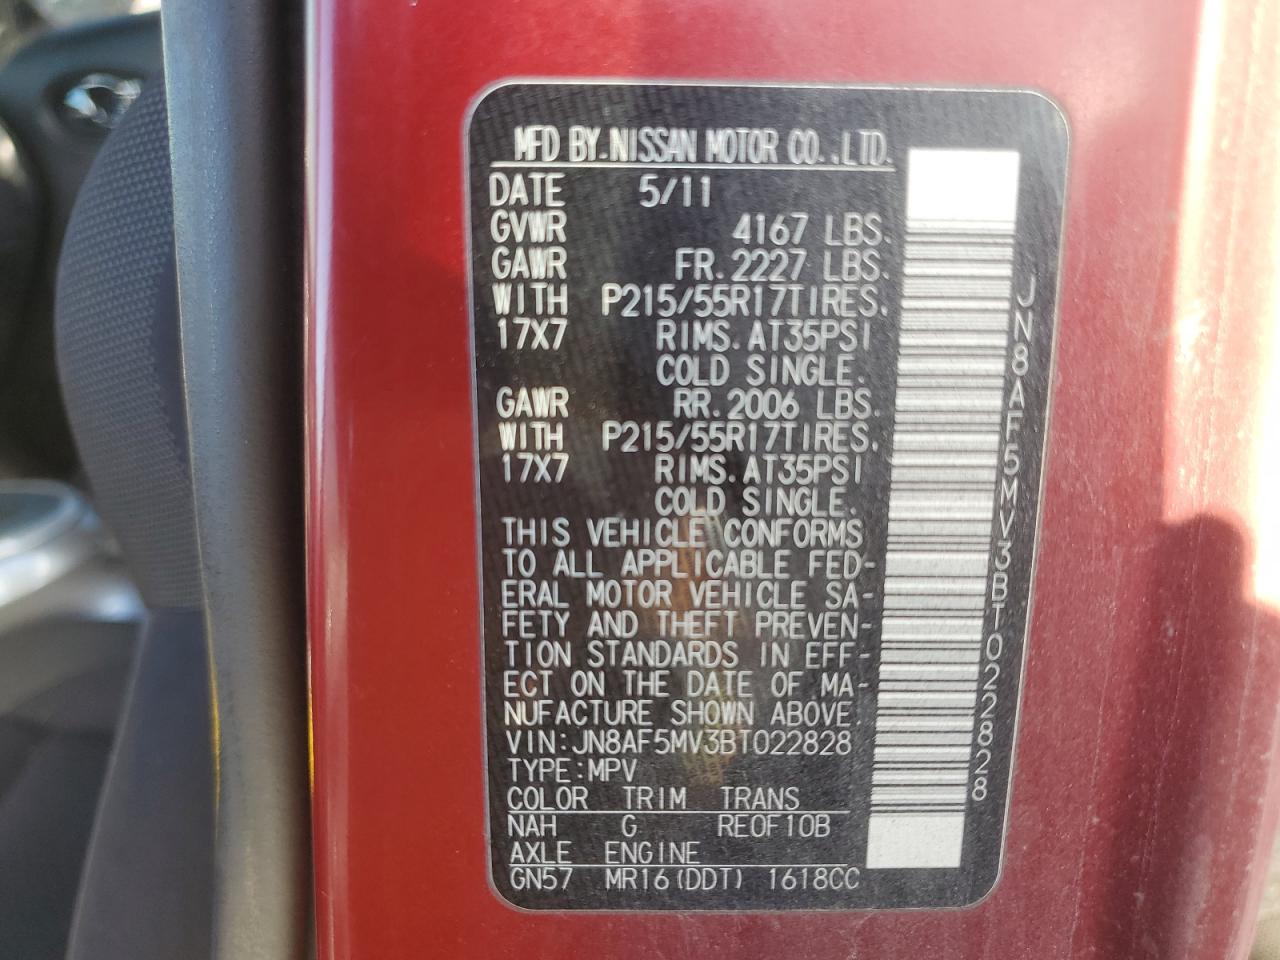 MFD BY.NISSAN MOTOR CO.,LTD.
DATE 5/11
GVWR 4167 LBS.
GAWR FR.2227 LBS.
WITH P215/55R17TIRES.
17X7 RIMS.AT35PSI
COLD SINGLE.
GAWR RR.2006 LBS.
WITH P215/55R17TIRES.
17X7 RIMS.AT35PSI
COLD SINGLE.
THIS VEHICLE CONFORMS
TO ALL APPLICABLE FED-
ERAL MOTOR VEHICLE SA-
FETY AND THEFT PREVEN-
TION STANDARDS IN EFF-
ECT ON THE DATE OF MA-
NUFACTURE SHOWN ABOVE.
VIN:JN8AF5MV3BT022828
TYPE:MPV
COLOR TRIM TRANS
NAH G RE0F10B
AXLE ENGINE
GN57 MR16(DDT) 1618CC
JN8AF5MV3BT022828